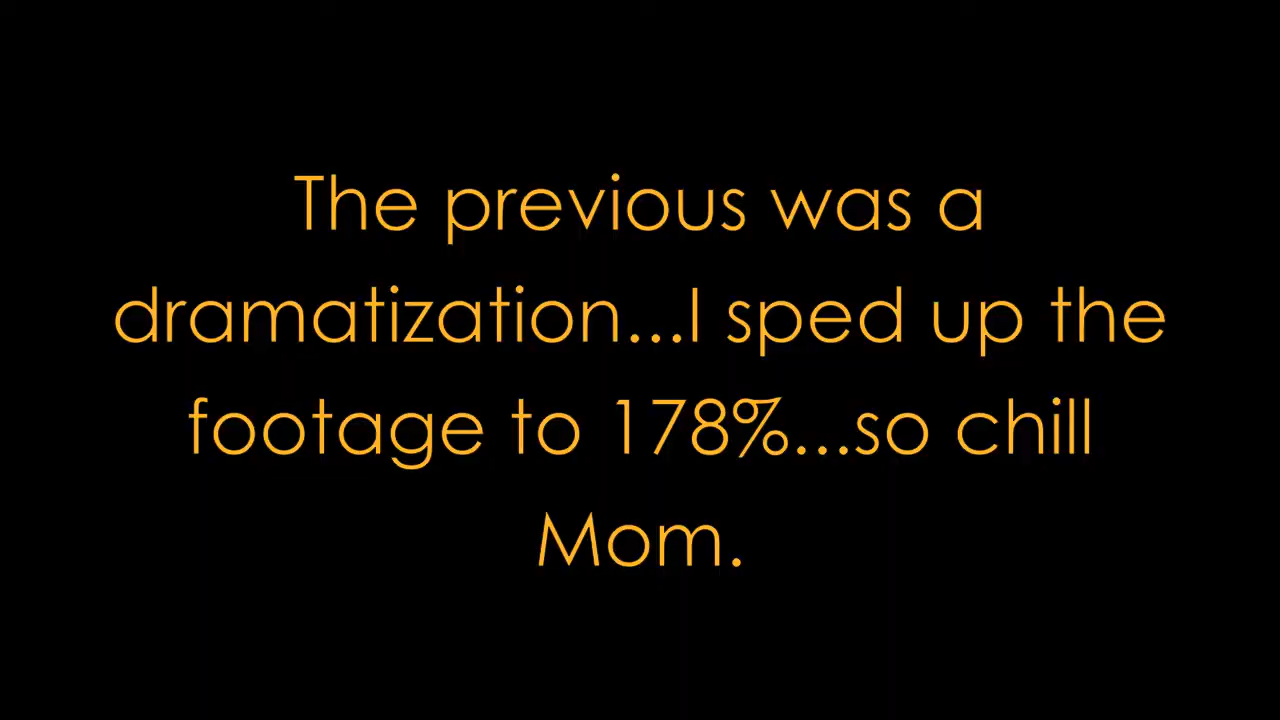 The previous was a
dramatization...I sped up the
footage to 178%...so chill
Mom.